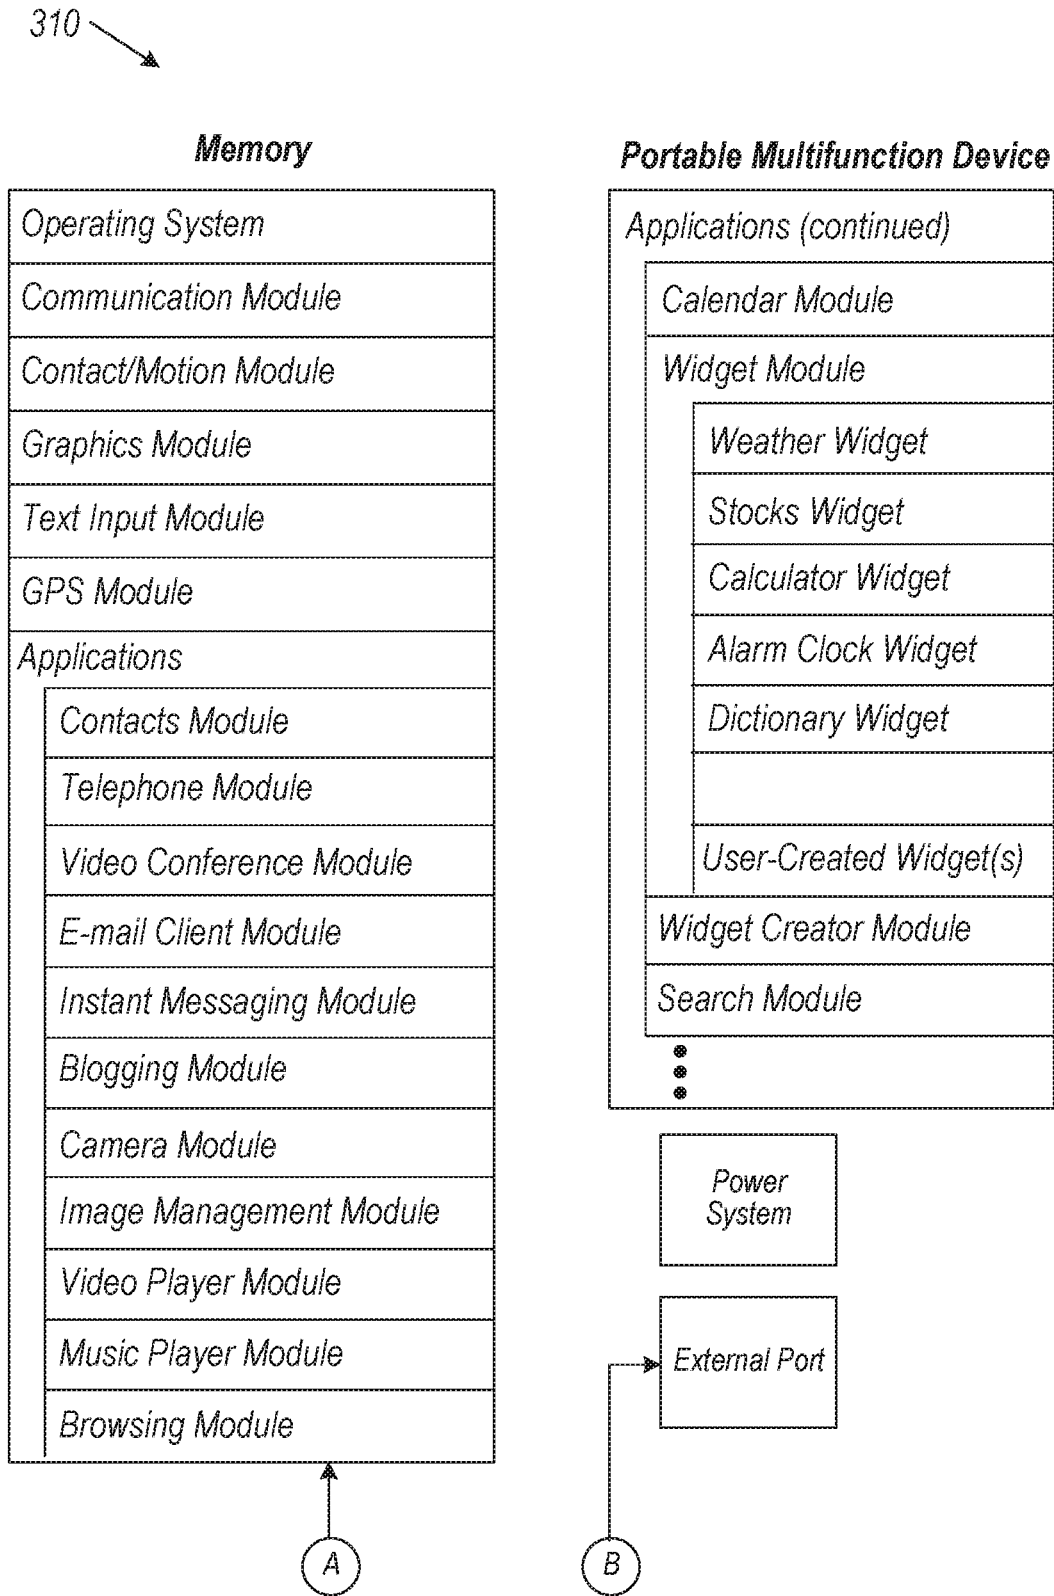 310
Memory
Operating System
Communication Module
Contact/Motion Module
Graphics Module
Text Input Module
GPS Module
Applications
Contacts Module
Telephone Module
Video Conference Module
E-mail Client Module
Instant Messaging Module
Blogging Module
Camera Module
Image Management Module
Video Player Module
Music Player Module
Browsing Module
A
Portable Multifunction Device
Applications (continued)
Calendar Module
Widget Module
Weather Widget
Stocks Widget
Calculator Widget
Alarm Clock Widget
Dictionary Widget
User-Created Widget(s)
Widget Creator Module
Search Module
Power
System
External Port
B